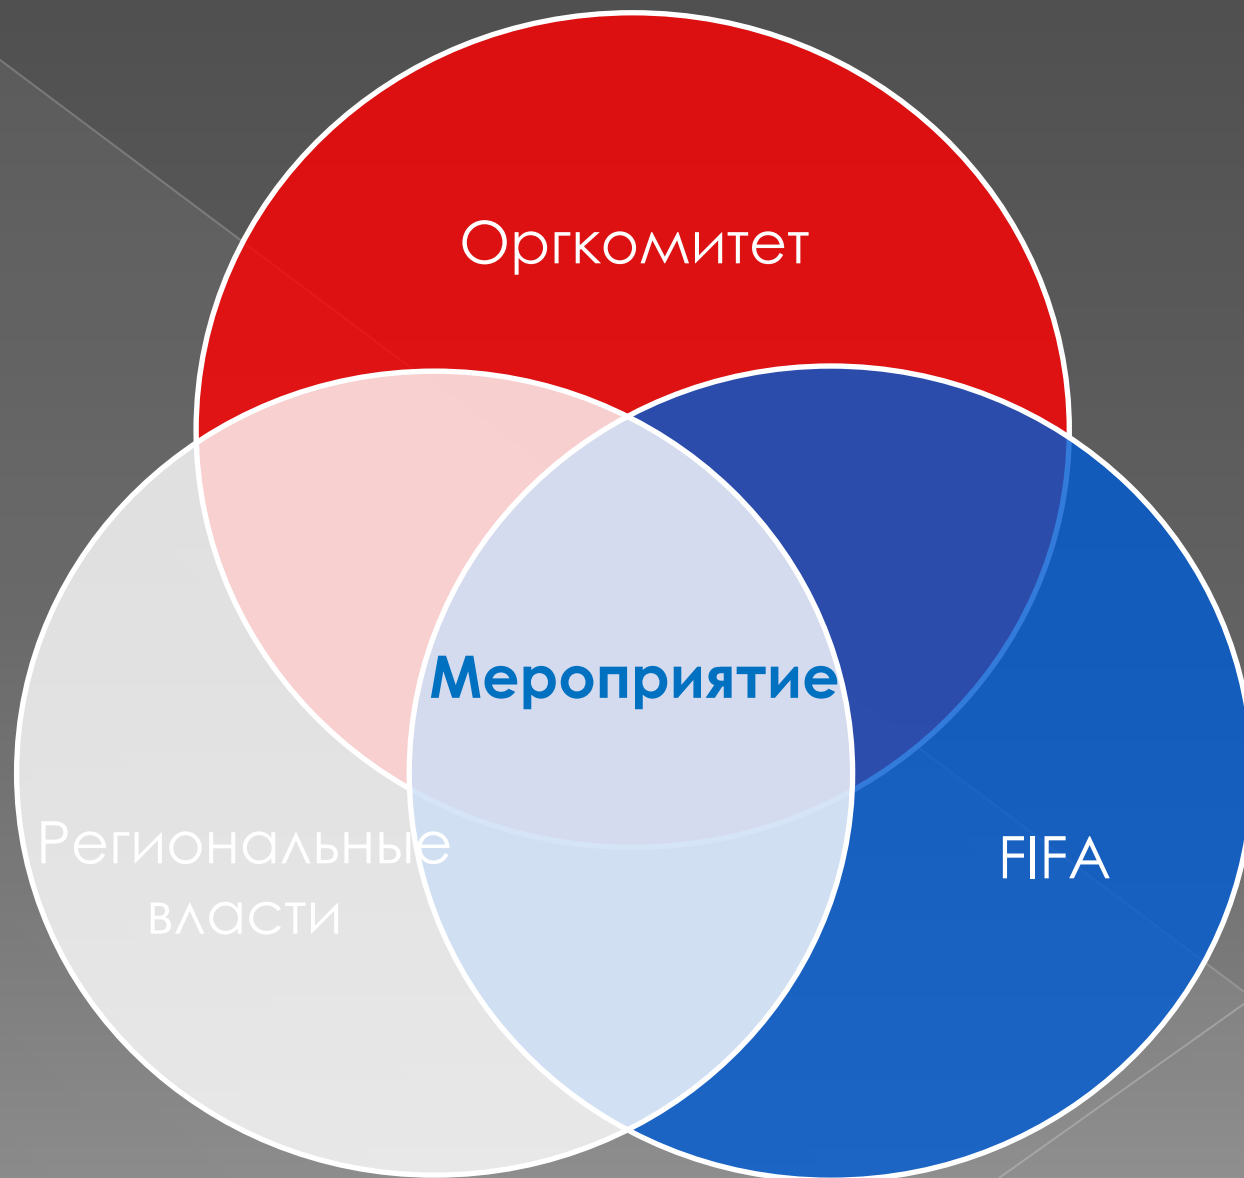 Оргкомитет
Мероприятие
Региональные
власти
FIFA